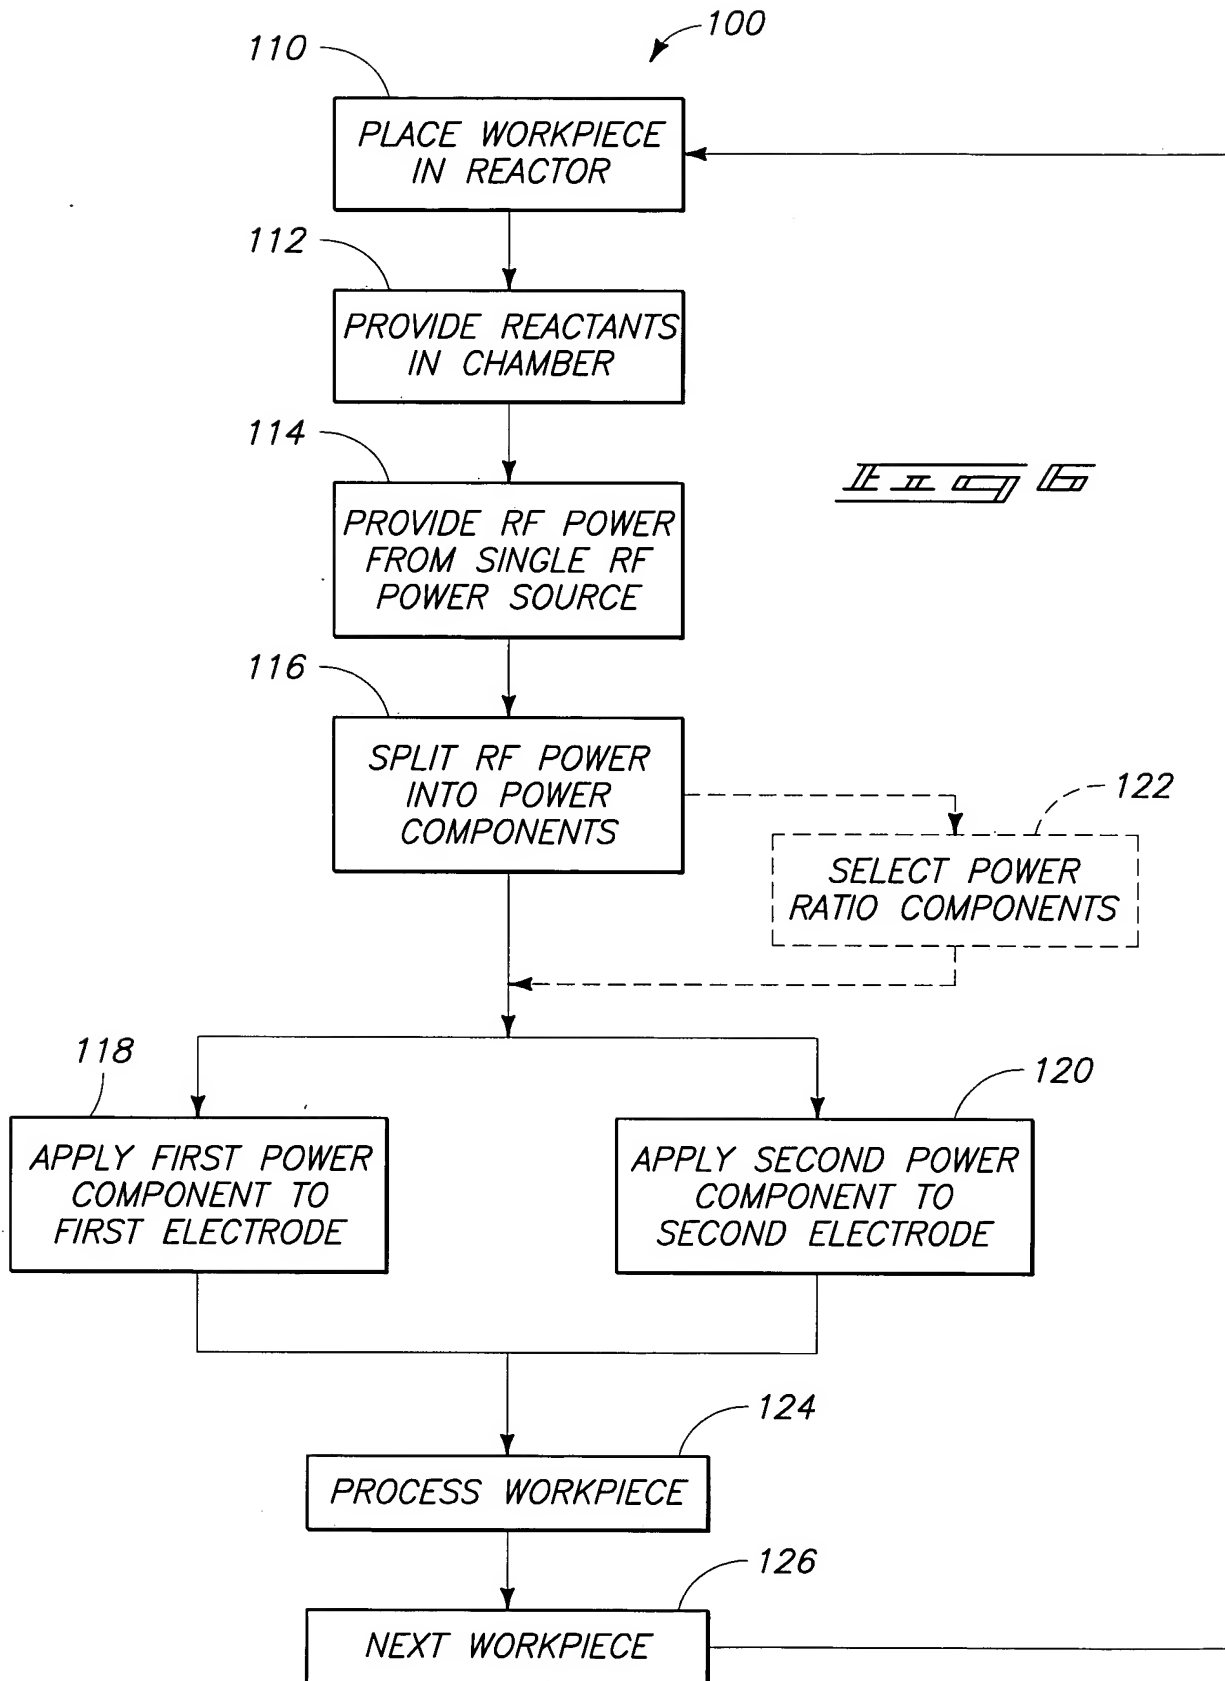 100
110
PLACE WORKPIECE
IN REACTOR
112
PROVIDE REACTANTS
IN CHAMBER
114
PROVIDE RF POWER
FROM SINGLE RF
POWER SOURCE
Fig 6
116
SPLIT RF POWER
INTO POWER
COMPONENTS
122
SELECT POWER
RATIO COMPONENTS
118
APPLY FIRST POWER
COMPONENT TO
FIRST ELECTRODE
120
APPLY SECOND POWER
COMPONENT TO
SECOND ELECTRODE
124
PROCESS WORKPIECE
126
NEXT WORKPIECE